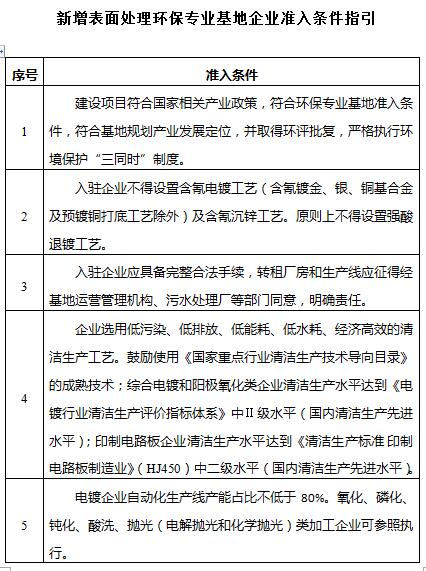 新增表面处理环保专业基地企业准入条件指引
序号
准入条件
1
建设项目符合国家相关产业政策，符合环保专业基地准入条
件，符合基地规划产业发展定位，并取得环评批复，严格执行环
境保护“三同时”制度。
2
入驻企业不得设置含氰电镀工艺（含氰镀金、银、铜基合金
及预镀铜打底工艺除外）及含氰沉锌工艺。原则上不得设置强酸
退镀工艺。
3
入驻企业应具备完整合法手续，转租厂房和生产线应征得经
基地运营管理机构、污水处理厂等部门同意，明确责任。
4
企业选用低污染、低排放、低能耗、低水耗、经济高效的清
洁生产工艺。鼓励使用《国家重点行业清洁生产技术导向目录》
的成熟技术；综合电镀和阳极氧化类企业清洁生产水平达到《电
镀行业清洁生产评价指标体系》中Ⅱ级水平（国内清洁生产先进
水平）；印制电路板企业清洁生产水平达到《清洁生产标准 印制
电路板制造业》（HJ450）中二级水平（国内清洁生产先进水平）。
5
电镀企业自动化生产线产能占比不低于 80%。氧化、磷化、
钝化、酸洗、抛光（电解抛光和化学抛光）类加工企业可参照执
行。